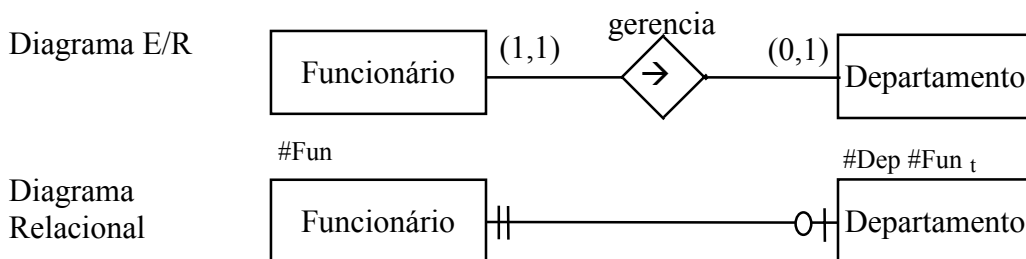 Diagrama E/R
Funcionário
(1,1)
gerencia
→
(0,1)
Departamento
#Fun
#Dep #Fun t
Diagrama
Relacional
Funcionário
Departamento